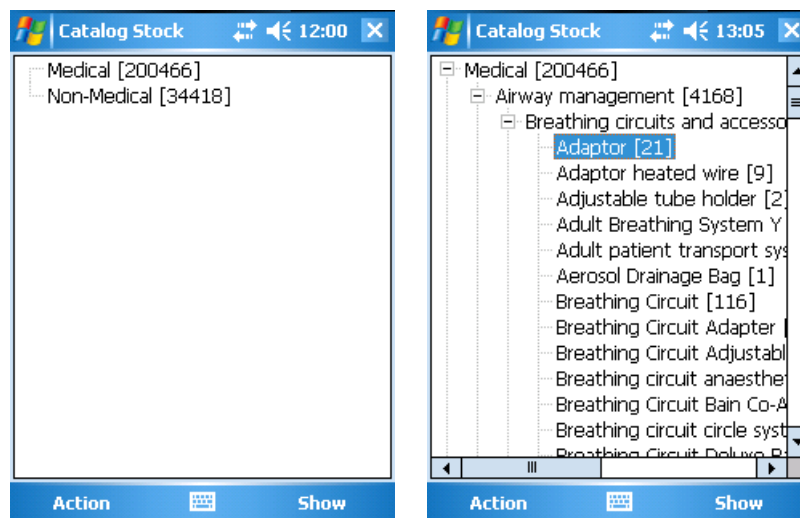 Catalog Stock 12:00
Medical [200466]
Non-Medical [34418]
Action Show
Catalog Stock 13:05
Medical [200466]
Airway management [4168]
Breathing circuits and accesso
Adaptor [21]
Adaptor heated wire [9]
Adjustable tube holder [2]
Adult Breathing System Y
Adult patient transport sys
Aerosol Drainage Bag [1]
Breathing Circuit [116]
Breathing Circuit Adapter
Breathing Circuit Adjustabl
Breathing circuit anaesthe
Breathing Circuit Bain Co-A
Breathing circuit circle syst
Breathing Circuit Deluxe
Action Show